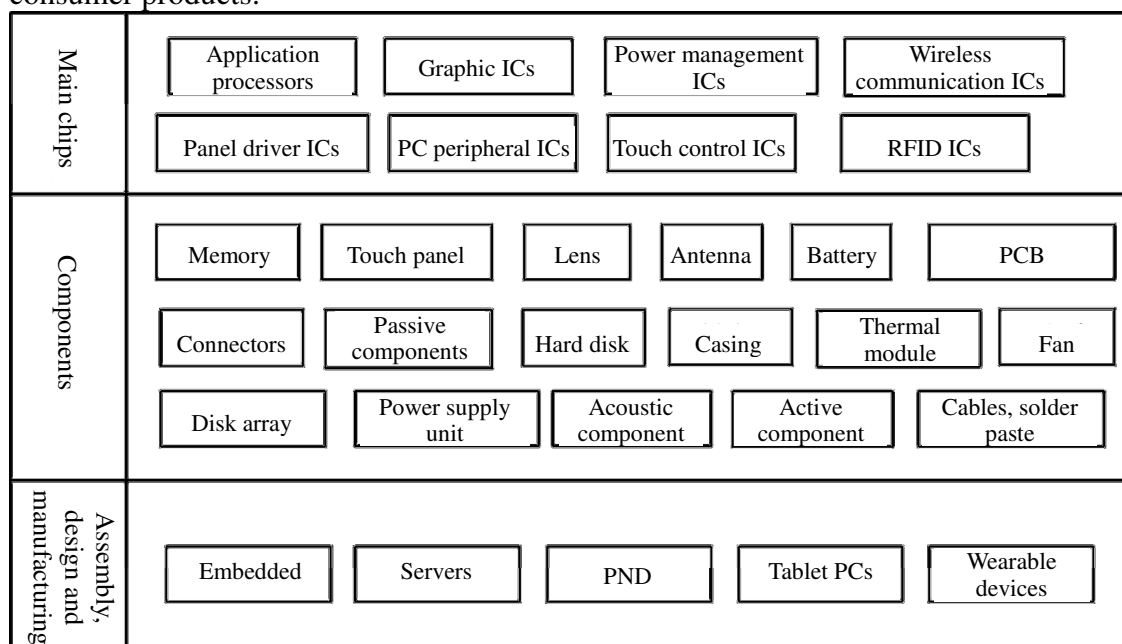 consumer products.
Main chips
Application
processors
Graphic ICs
Power management
ICs
Wireless
communication ICs
Panel driver ICs
PC peripheral ICs
Touch control ICs
RFID ICs
Components
Memory
Touch panel
Lens
Antenna
Battery
PCB
Connectors
Passive
components
Hard disk
Casing
Thermal
module
Fan
Disk array
Power supply
unit
Acoustic
component
Active
component
Cables, solder
paste
Assembly,
design and
manufacturing
Embedded
Servers
PND
Tablet PCs
Wearable
devices